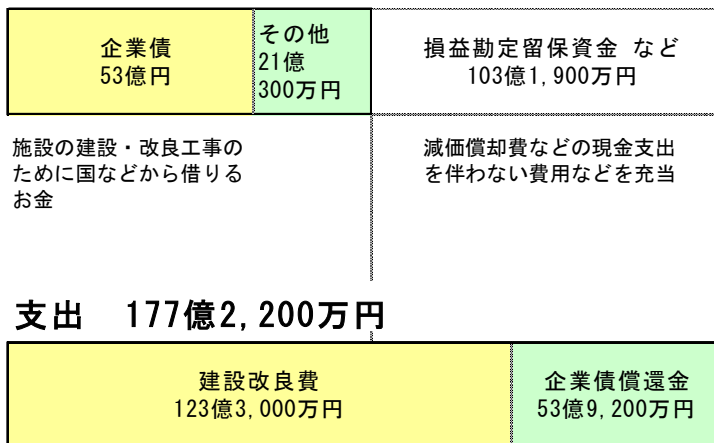 企業債
53億円
その他
21億
300万円
損益勘定留保資金 など
103億1,900万円
施設の建設・改良工事の
ために国などから借りる
お金
減価償却費などの現金支出
を伴わない費用などを充当
支出 177億2,200万円
建設改良費
123億3,000万円
企業債償還金
53億9,200万円